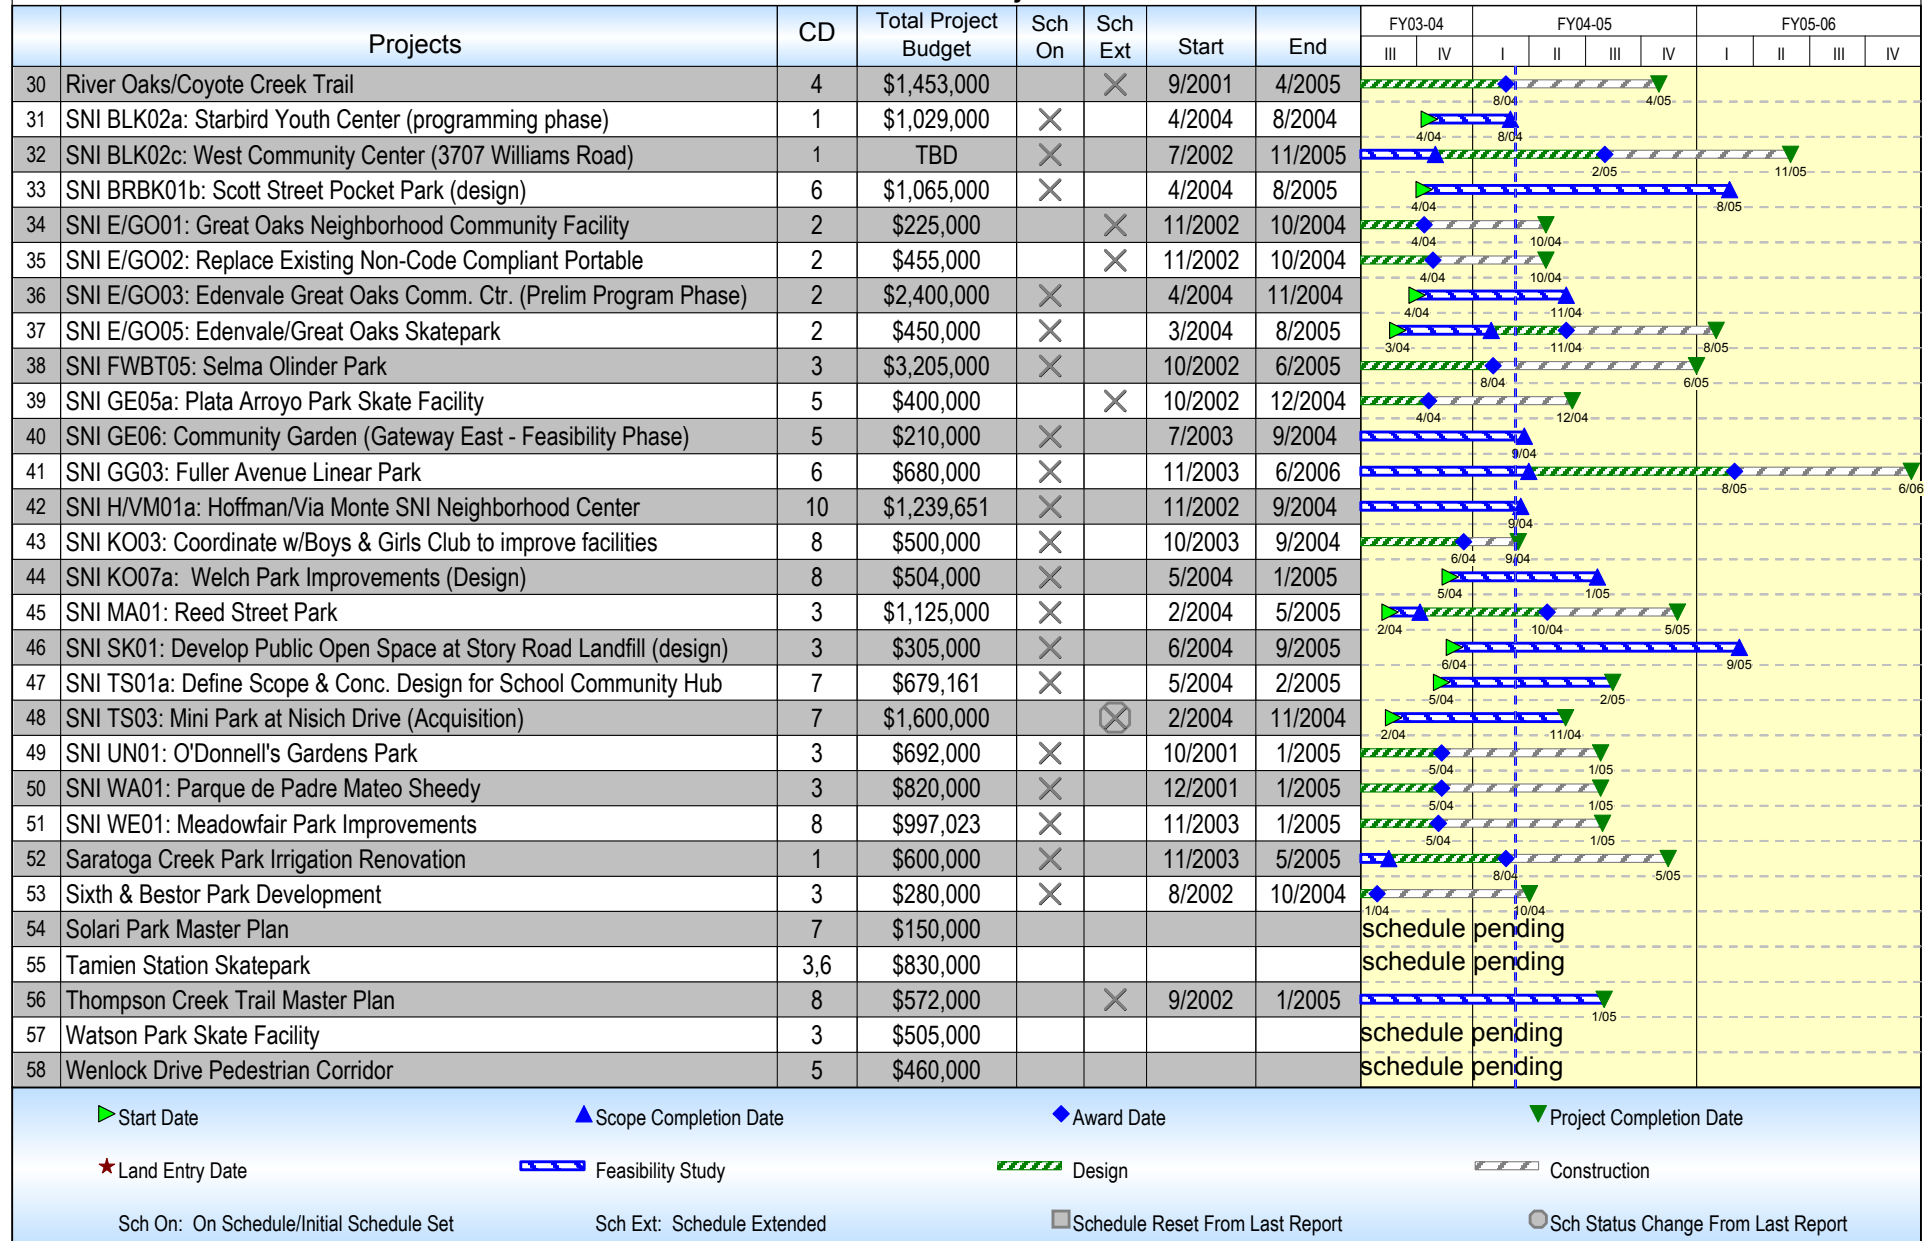 Projects CD Total Project Budget Sch On Sch Ext Start End FY03-04 FY04-05 FY05-06
III IV I II III IV I II III IV
30 River Oaks/Coyote Creek Trail 4 $1,453,000 9/2001 4/2005 8/04 4/05
31 SNI BLK02a: Starbird Youth Center (programming phase) 1 $1,029,000 4/2004 8/2004 4/04 8/04
32 SNI BLK02c: West Community Center (3707 Williams Road) 1 TBD 7/2002 11/2005 2/05 11/05
33 SNI BRBK01b: Scott Street Pocket Park (design) 6 $1,065,000 4/2004 8/2005 4/04 8/05
34 SNI E/GO01: Great Oaks Neighborhood Community Facility 2 $225,000 11/2002 10/2004 4/04 10/04
35 SNI E/GO02: Replace Existing Non-Code Compliant Portable 2 $455,000 11/2002 10/2004 4/04 10/04
36 SNI E/GO03: Edenvale Great Oaks Comm. Ctr. (Prelim Program Phase) 2 $2,400,000 4/2004 11/2004 4/04 11/04
37 SNI E/GO05: Edenvale/Great Oaks Skatepark 2 $450,000 3/2004 8/2005 3/04 11/04 8/05
38 SNI FWBT05: Selma Olinder Park 3 $3,205,000 10/2002 6/2005 8/04 6/05
39 SNI GE05a: Plata Arroyo Park Skate Facility 5 $400,000 10/2002 12/2004 4/04 12/04
40 SNI GE06: Community Garden (Gateway East - Feasibility Phase) 5 $210,000 7/2003 9/2004 9/04
41 SNI GG03: Fuller Avenue Linear Park 6 $680,000 11/2003 6/2006 8/05 6/06
42 SNI H/VM01a: Hoffman/Via Monte SNI Neighborhood Center 10 $1,239,651 11/2002 9/2004 9/04
43 SNI KO03: Coordinate w/Boys & Girls Club to improve facilities 8 $500,000 10/2003 9/2004 6/04 9/04
44 SNI KO07a: Welch Park Improvements (Design) 8 $504,000 5/2004 1/2005 5/04 1/05
45 SNI MA01: Reed Street Park 3 $1,125,000 2/2004 5/2005 2/04 10/04 5/05
46 SNI SK01: Develop Public Open Space at Story Road Landfill (design) 3 $305,000 6/2004 9/2005 6/04 9/05
47 SNI TS01a: Define Scope & Conc. Design for School Community Hub 7 $679,161 5/2004 2/2005 5/04 2/05
48 SNI TS03: Mini Park at Nisich Drive (Acquisition) 7 $1,600,000 2/2004 11/2004 2/04 11/04
49 SNI UN01: O'Donnell's Gardens Park 3 $692,000 10/2001 1/2005 5/04 1/05
50 SNI WA01: Parque de Padre Mateo Sheedy 3 $820,000 12/2001 1/2005 5/04 1/05
51 SNI WE01: Meadowfair Park Improvements 8 $997,023 11/2003 1/2005 5/04 1/05
52 Saratoga Creek Park Irrigation Renovation 1 $600,000 11/2003 5/2005 8/04 5/05
53 Sixth & Bestor Park Development 3 $280,000 8/2002 10/2004 1/04 10/04
54 Solari Park Master Plan 7 $150,000 schedule pending
55 Tamien Station Skatepark 3,6 $830,000 schedule pending
56 Thompson Creek Trail Master Plan 8 $572,000 9/2002 1/2005 1/05
57 Watson Park Skate Facility 3 $505,000 schedule pending
58 Wenlock Drive Pedestrian Corridor 5 $460,000 schedule pending
Start Date Scope Completion Date Award Date Project Completion Date
Land Entry Date Feasibility Study Design Construction
Sch On: On Schedule/Initial Schedule Set Sch Ext: Schedule Extended Schedule Reset From Last Report Sch Status Change From Last Report